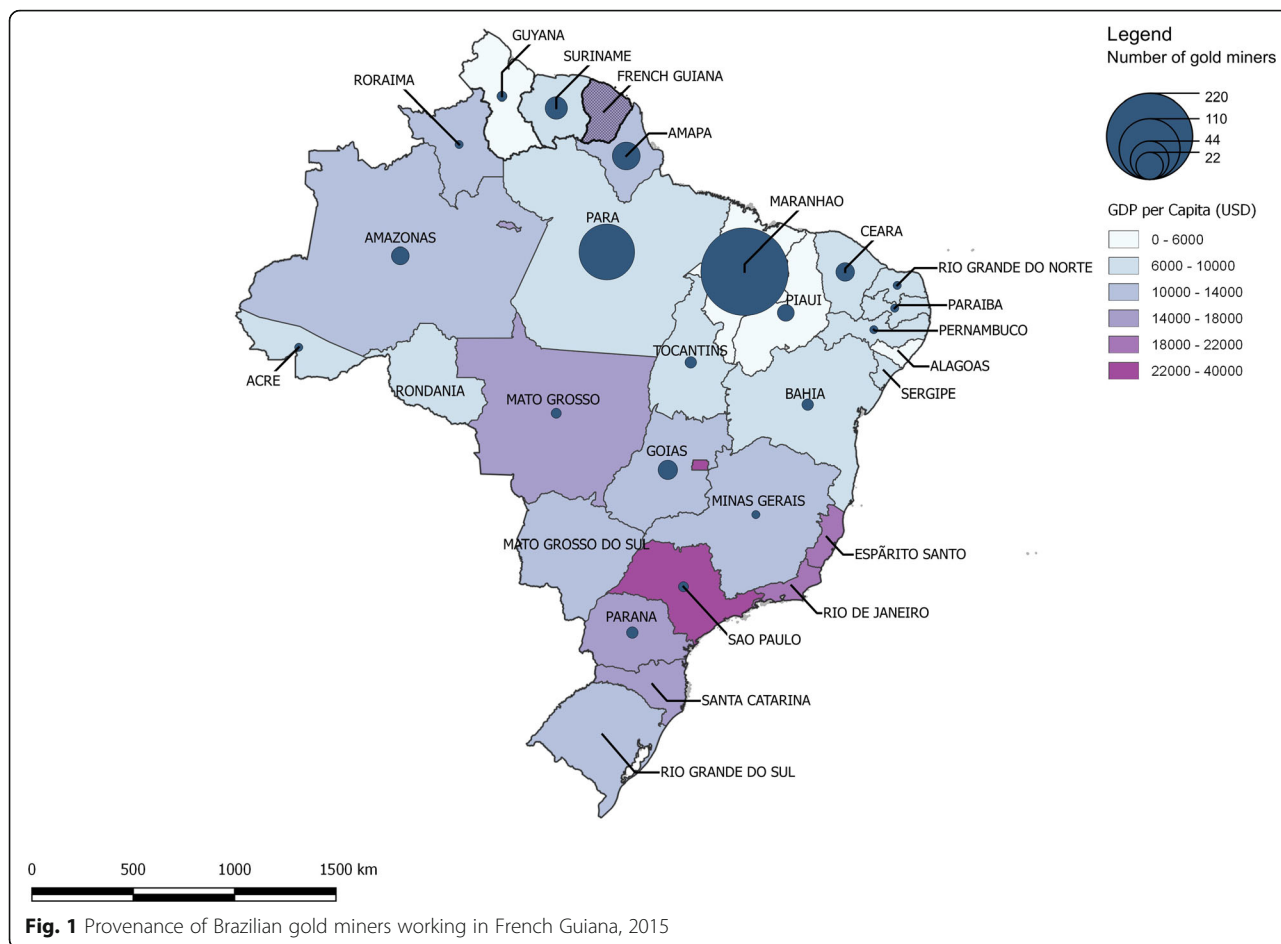 GUYANA
SURINAME
FRENCH GUIANA
RORAIMA
AMAPA
MARANHAO
PARA
CEARA
AMAZONAS
RIO GRANDE DO NORTE
PIAUI
PARAIBA
PERNAMBUCO
TOCANTINS
ALAGOAS
ACRE
RONDANIA
SERGIPE
MATO GROSSO
BAHIA
GOIAS
MINAS GERAIS
MATO GROSSO DO SUL
ESPÃRITO SANTO
RIO DE JANEIRO
PARANA
SAO PAULO
SANTA CATARINA
RIO GRANDE DO SUL
Legend
Number of gold miners
220
110
44
22
GDP per Capita (USD)
0 - 6000
6000 - 10000
10000 - 14000
14000 - 18000
18000 - 22000
22000 - 40000
0 500 1000 1500 km
Fig. 1 Provenance of Brazilian gold miners working in French Guiana, 2015